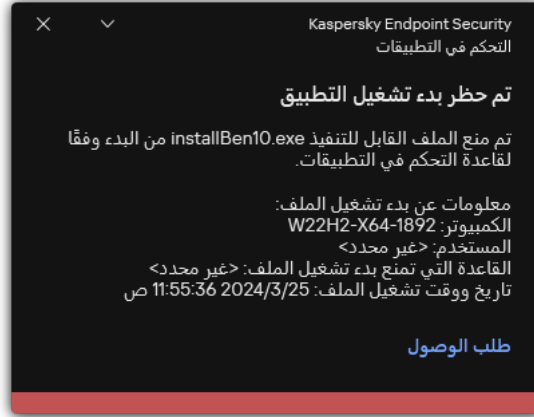 Kaspersky Endpoint Security
التحكم في التطبيقات
تم حظر بدء تشغيل التطبيق
تم منع الملف القابل للتنفيذ installBen10.exe من البدء وفقًا
لقاعدة التحكم في التطبيقات.
معلومات عن بدء تشغيل الملف:
الكمبيوتر: W22H2-X64-1892
المستخدم: <غير محدد>
القاعدة التي تمنع بدء تشغيل الملف: <غير محدد>
تاريخ ووقت تشغيل الملف: 2024/3/25 11:55:36 ص
طلب الوصول